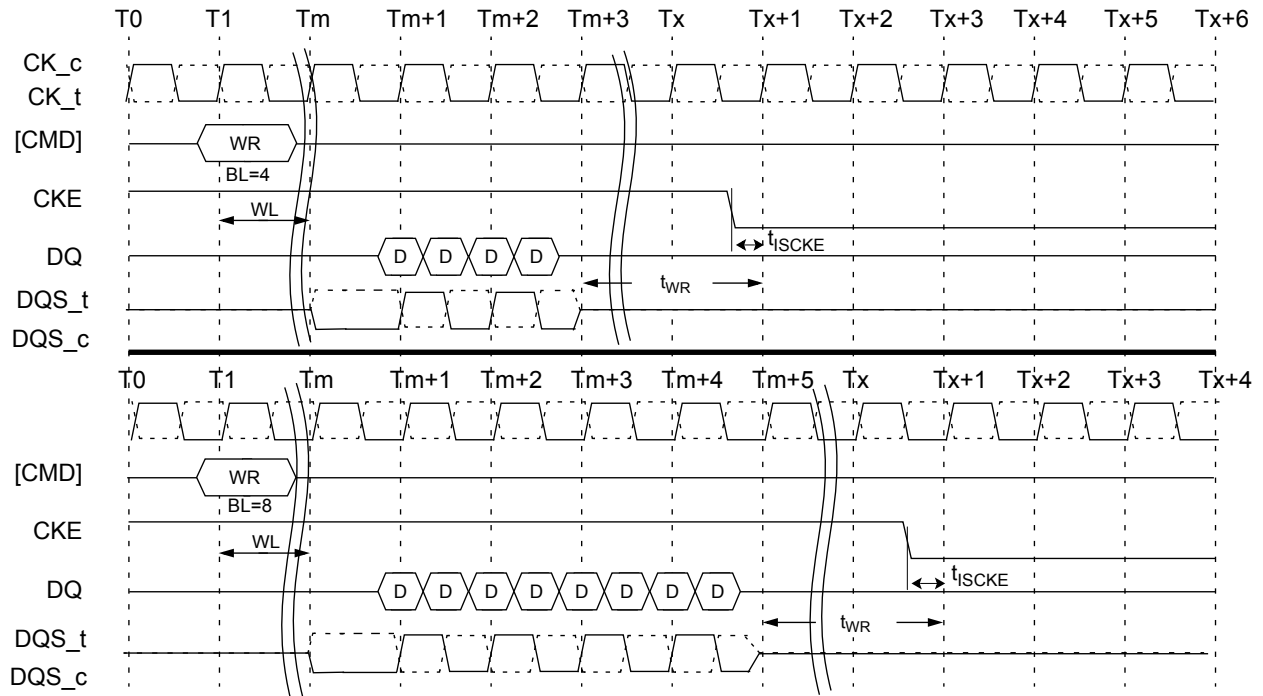 T0 T1 Tm Tm+1 Tm+2 Tm+3 Tx Tx+1 Tx+2 Tx+3 Tx+4 Tx+5 Tx+6
CK_c
CK_t
[CMD] WR
BL=4
CKE
WL
tISCKE
DQ D D D D
tWR
DQS_t
DQS_c
T0 T1 Tm Tm+1 Tm+2 Tm+3 Tm+4 Tm+5 Tx Tx+1 Tx+2 Tx+3 Tx+4
[CMD] WR
BL=8
CKE
WL
tISCKE
DQ D D D D D D D D
tWR
DQS_t
DQS_c